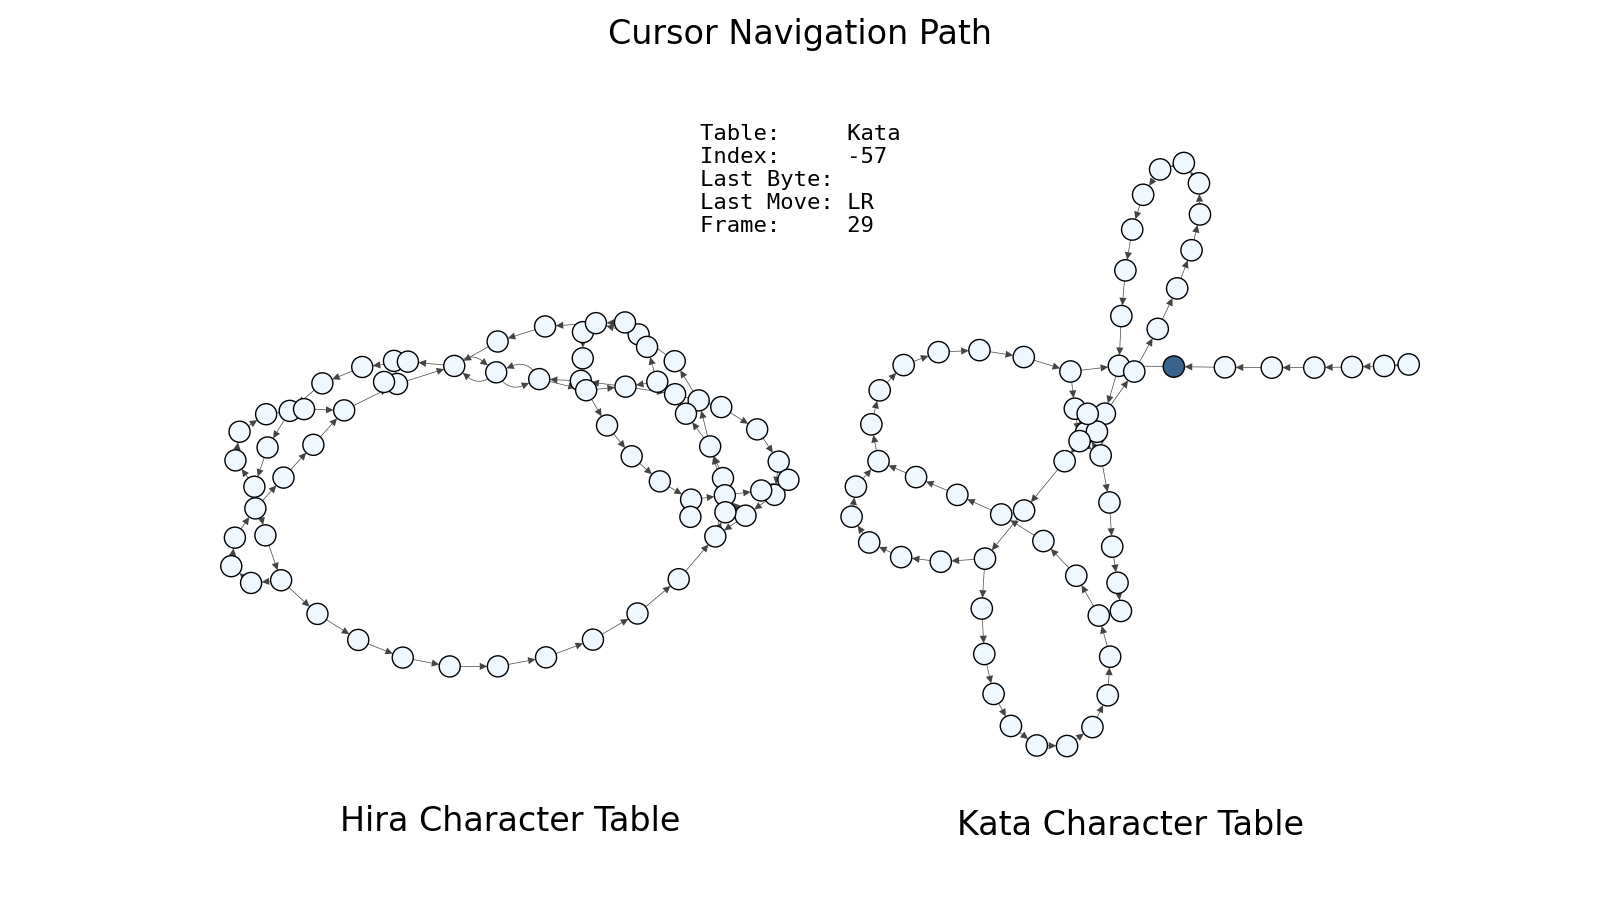 Cursor Navigation Path
Table:     Kata
Index:     -57
Last Byte:
Last Move: LR
Frame:     29
Hira Character Table
Kata Character Table